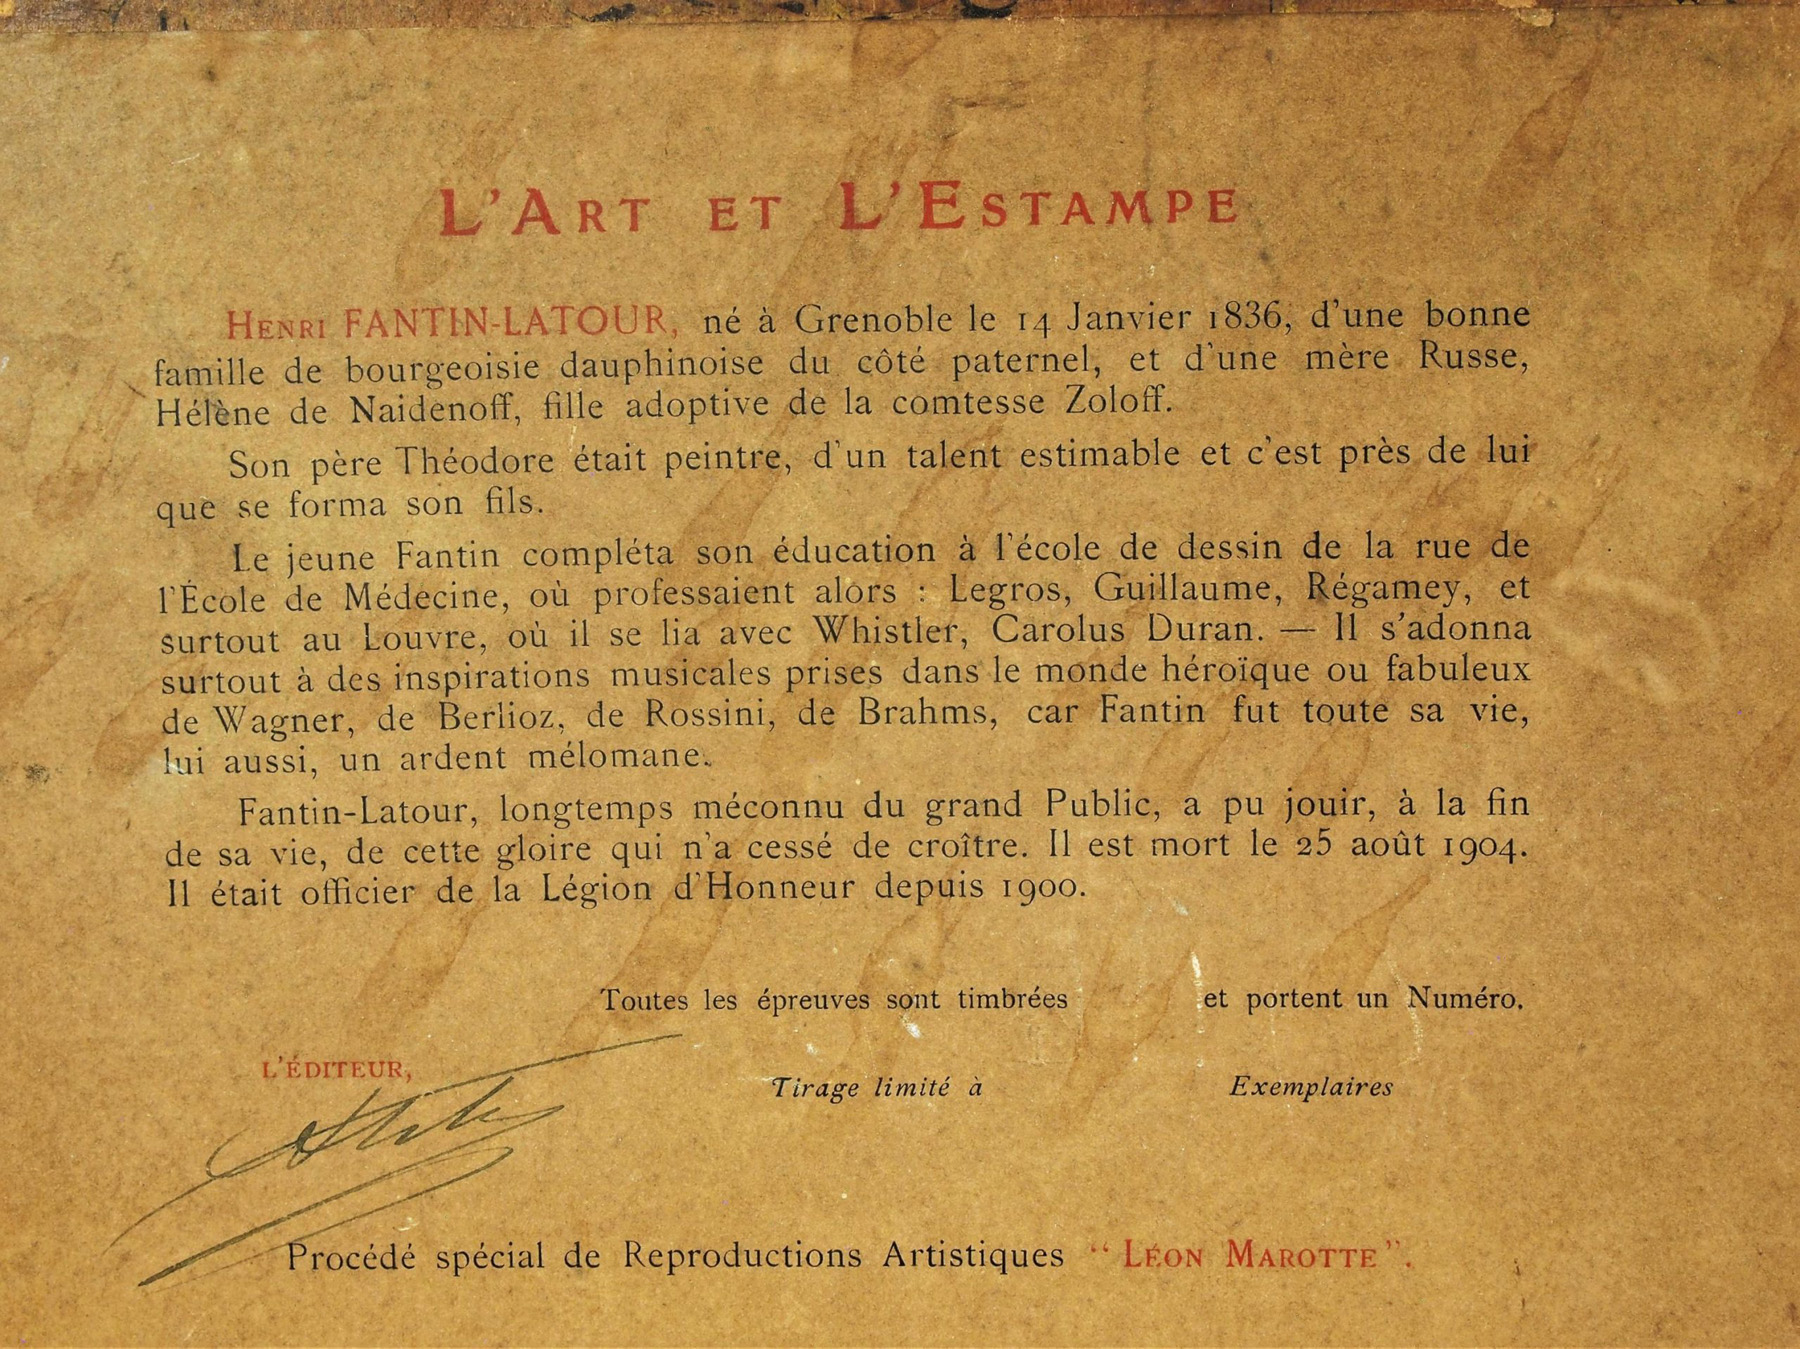 L'ART ET L'ESTAMPE
HENRI FANTIN-LATOUR, né à Grenoble le 14 Janvier 1836, d'une bonne
famille de bourgeoisie dauphinoise du côté paternel, et d'une mère Russe,
Hélène de Naidenoff, fille adoptive de la comtesse Zoloff.
Son père Théodore était peintre, d'un talent estimable et c'est près de lui
que se forma son fils.
Le jeune Fantin compléta son éducation à l'école de dessin de la rue de
l'École de Médecine, où professaient alors : Legros, Guillaume, Régamey, et
surtout au Louvre, où il se lia avec Whistler, Carolus Duran. — Il s'adonna
surtout à des inspirations musicales prises dans le monde héroïque ou fabuleux
de Wagner, de Berlioz, de Rossini, de Brahms, car Fantin fut toute sa vie,
lui aussi, un ardent mélomane.
Fantin-Latour, longtemps méconnu du grand Public, a pu jouir, à la fin
de sa vie, de cette gloire qui n'a cessé de croître. Il est mort le 25 août 1904.
Il était officier de la Légion d'Honneur depuis 1900.
Toutes les épreuves sont timbrées et portent un Numéro.
L'ÉDITEUR,
Tirage limité à Exemplaires
Procédé spécial de Reproductions Artistiques "LÉON MAROTTE".